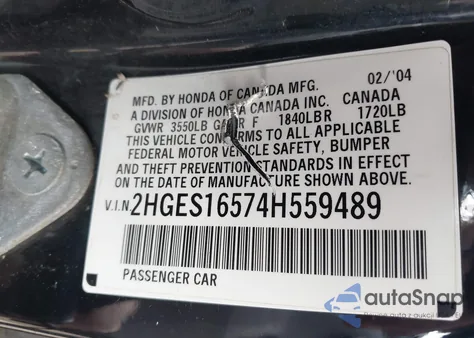 MFD. BY HONDA OF CANADA MFG. 02/'04
A DIVISION OF HONDA CANADA INC. CANADA
GVWR 3550LB GAWR F 1840LBR 1720LB
THIS VEHICLE CONFORMS TO ALL APPLICABLE
FEDERAL MOTOR VEHICLE SAFETY, BUMPER
AND THEFT PREVENTION STANDARDS IN EFFECT
ON THE DATE OF MANUFACTURE SHOWN ABOVE.
V.I.N 2HGES16574H559489
PASSENGER CAR
autoSnap